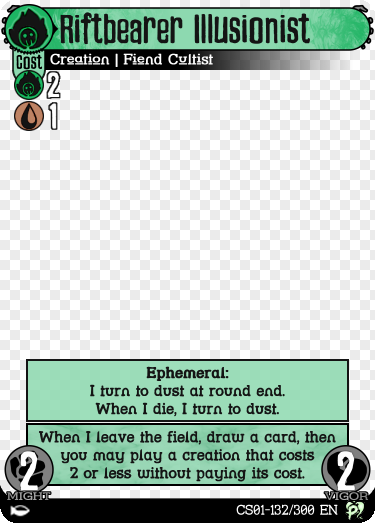 Riftbearer Illusionist
Cost
Creation | Fiend Cultist
2
1
Ephemeral:
I turn to dust at round end.
When I die, I turn to dust.
When I leave the field, draw a card, then
you may play a creation that costs
2 or less without paying its cost.
2
MIGHT
2
VIGOR
CS01-132/300 EN